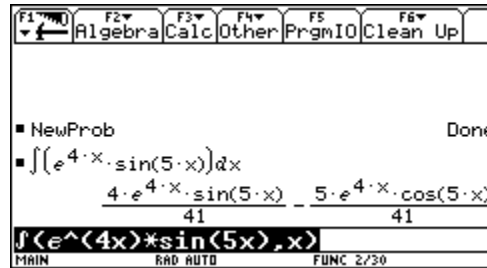 F1 F2 Algebra F3 Calc F4 Other F5 PrgmIO F6 Clean Up
▪ NewProb Done
▪ ∫(e^4·x·sin(5·x))dx
4·e^4·x·sin(5·x)/41 - 5·e^4·x·cos(5·x)/41
∫(e^(4x)*sin(5x),x)
MAIN RAD AUTO FUNC 2/30